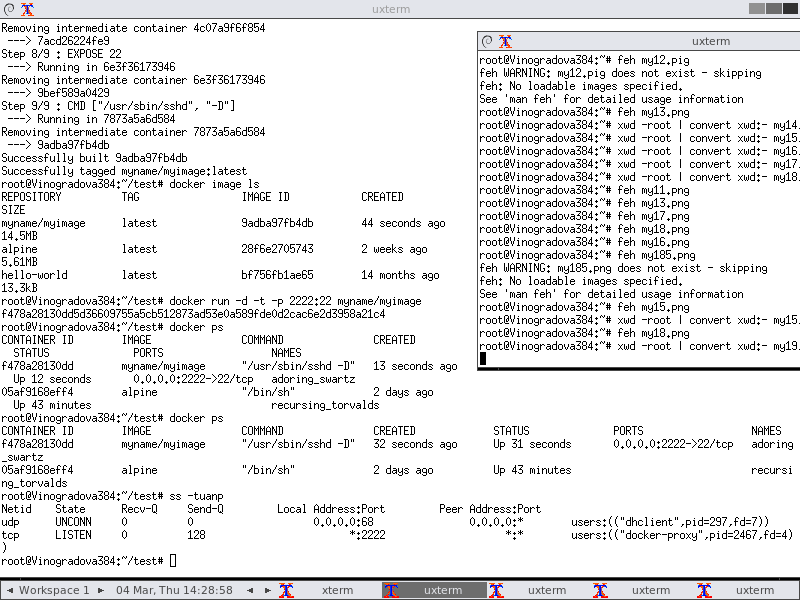 uxterm
Removing intermediate container 4c07a9f6f854
 ---> 7acd26224fe9
Step 8/9 : EXPOSE 22
 ---> Running in 6e3f36173946
Removing intermediate container 6e3f36173946
 ---> 9bef589a0429
Step 9/9 : CMD ["/usr/sbin/sshd", "-D"]
 ---> Running in 7873a5a6d584
Removing intermediate container 7873a5a6d584
 ---> 9adba97fb4db
Successfully built 9adba97fb4db
Successfully tagged myname/myimage:latest
root@Vinogradova384:~/test# docker image ls
REPOSITORY TAG IMAGE ID CREATED
SIZE
myname/myimage latest 9adba97fb4db 44 seconds ago
14.5MB
alpine latest 28f6e2705743 2 weeks ago
5.61MB
hello-world latest bf756fb1ae65 14 months ago
13.3kB
root@Vinogradova384:~/test# docker run -d -t -p 2222:22 myname/myimage
f478a28130dd5d36609755a5cb512873ad53e0a589fde0d2cac6e2d3958a21c4
root@Vinogradova384:~/test# docker ps
CONTAINER ID IMAGE COMMAND CREATED
STATUS PORTS NAMES
f478a28130dd myname/myimage "/usr/sbin/sshd -D" 13 seconds ago
Up 12 seconds 0.0.0.0:2222->22/tcp adoring_swartz
05af9168eff4 alpine "/bin/sh" 2 days ago
Up 43 minutes recursing_torvalds
root@Vinogradova384:~/test# docker ps
CONTAINER ID IMAGE COMMAND CREATED STATUS PORTS NAMES
f478a28130dd myname/myimage "/usr/sbin/sshd -D" 32 seconds ago Up 31 seconds 0.0.0.0:2222->22/tcp adoring
_swartz
05af9168eff4 alpine "/bin/sh" 2 days ago Up 43 minutes recursi
ng_torvalds
root@Vinogradova384:~/test# ss -tuanp
Netid State Recv-Q Send-Q Local Address:Port Peer Address:Port
udp UNCONN 0 0 0.0.0.0:68 0.0.0.0:* users:(("dhclient",pid=297,fd=7))
tcp LISTEN 0 128 *:2222 *:* users:(("docker-proxy",pid=2467,fd=4)
)
root@Vinogradova384:~/test#
uxterm
root@Vinogradova384:~# feh my12.pig
feh WARNING: my12.pig does not exist - skipping
feh: No loadable images specified.
See 'man feh' for detailed usage information
root@Vinogradova384:~# feh my13.png
root@Vinogradova384:~# xwd -root | convert xwd:- my14.
root@Vinogradova384:~# xwd -root | convert xwd:- my15.
root@Vinogradova384:~# xwd -root | convert xwd:- my16.
root@Vinogradova384:~# xwd -root | convert xwd:- my17.
root@Vinogradova384:~# xwd -root | convert xwd:- my18.
root@Vinogradova384:~# feh my11.png
root@Vinogradova384:~# feh my13.png
root@Vinogradova384:~# feh my17.png
root@Vinogradova384:~# feh my18.png
root@Vinogradova384:~# feh my16.png
root@Vinogradova384:~# feh my185.png
feh WARNING: my185.png does not exist - skipping
feh: No loadable images specified.
See 'man feh' for detailed usage information
root@Vinogradova384:~# feh my15.png
root@Vinogradova384:~# xwd -root | convert xwd:- my15.
root@Vinogradova384:~# feh my18.png
root@Vinogradova384:~# xwd -root | convert xwd:- my19.
Workspace 1 04 Mar, Thu 14:28:58 xterm uxterm uxterm uxterm uxterm